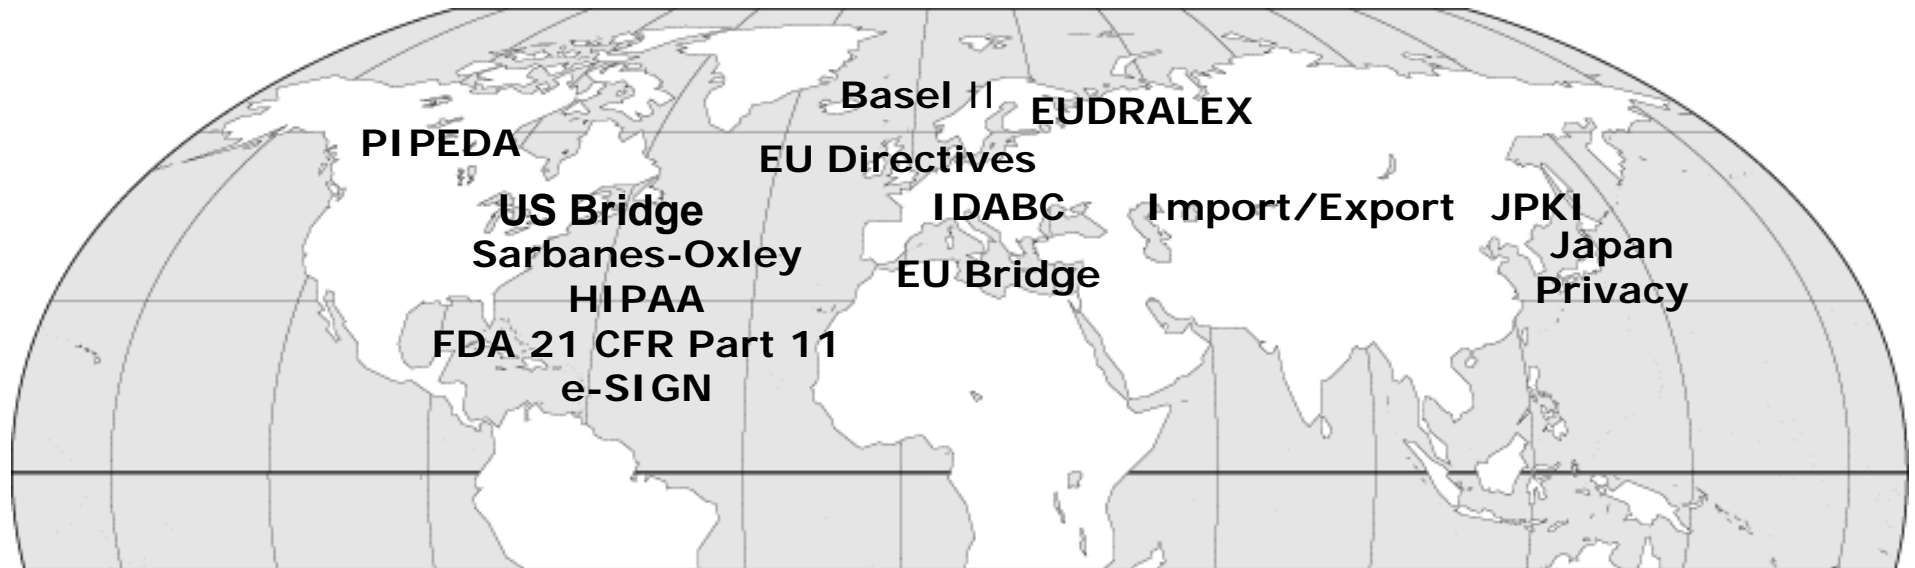 Basel II
EUDRALEX
PIPEDA
EU Directives
US Bridge
IDABC
Import/Export
JPKI
Sarbanes-Oxley
EU Bridge
Japan
Privacy
HIPAA
FDA 21 CFR Part 11
e-SIGN